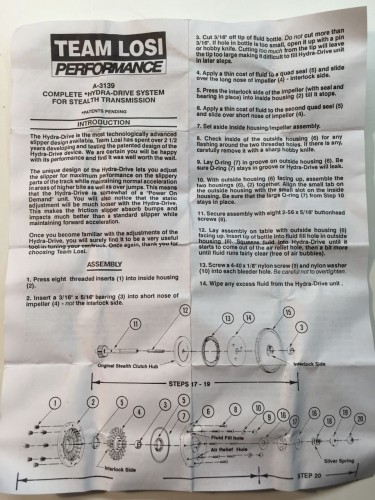 TEAM LOSI
PERFORMANCE
A-3139
COMPLETE *HYDRA-DRIVE SYSTEM
FOR STEALTH TRANSMISSION
*PATENTS PENDING
INTRODUCTION
The Hydra-Drive is the most technologically advanced
slipper design available. Team Losi has spent over 2 1/2
years developing and testing the patented design of the
Hydra-Drive clutch. We are certain you will be happy
with its performance and find it was well worth the wait.
The unique design of the Hydra-Drive lets you adjust
the slipper for maximum performance on the slippery
parts of the track while maintaining normal acceleration
in areas of higher bite as well as over jumps. This means
that the Hydra-Drive is somewhat of a "Power On
Demand" unit. You will also notice that the static
adjustment will be much looser with the Hydra-Drive.
This makes the friction slipper absorb harsh landing
impacts much better than a standard slipper while
maintaining forward acceleration.
Once you become familiar with the adjustments of the
Hydra-Drive, you will surely find it to be a very useful
tool in tuning your clutch. Once again, thank you for
choosing Team Losi.
ASSEMBLY
1. Press eight threaded inserts (1) into inside housing
(2).
2. Insert a 3/16" x 5/16" bearing (3) into short nose of
impeller (4) - not the interlock side.
3. Cut 3/16" off tip of fluid bottle. Do not cut more than
3/16". If hole in bottle is too small, open it up with a pin
or hobby knife. Cutting too much from the tip will leave
the tip too large making it difficult to fill Hydra-Drive unit
in later steps.
4. Apply a thin coat of fluid to a quad seal (5) and slide
over the long nose of impeller (4) - interlock side.
5. Press the interlock side of the impeller (with seal and
bearing in place) into inside housing (2) till it stops.
6. Apply a thin coat of fluid to the second quad seal (5)
and slide over short nose of impeller (4).
7. Set aside inside housing/impeller assembly.
8. Check inside of the outside housing (6) for any
flashing around the two threaded holes. If there is any,
carefully remove it with a sharp hobby knife.
9. Lay O-ring (7) in groove on outside housing (6). Be
sure O-ring (7) stays in groove or Hydra-Drive will leak.
10. With outside housing (6) facing up, assemble the
two housings (6), (2) together. Align the small tab on
the outside housing with the small slot on the inside
housing. Be sure that the large O-ring (7) from Step 10
stays in place.
11. Secure assembly with eight 2-56 x 5/16" buttonhead
screws (8).
12. Lay assembly on table with outside housing (6)
facing up. Insert tip of bottle into fluid fill hole in outside
housing (6). Squeeze fluid into Hydra-Drive until it
starts to come out of the air relief hole, then a bit more
until fluid runs fairly clear (free of air bubbles).
13. Screw a 4-40 x 1/8" nylon screw (9) and nylon washer
(10) into each bleeder hole. Be careful not to overtighten.
14. Wipe any excess fluid from the Hydra-Drive unit.
11
12
13
14
15
3
Original Stealth Clutch Hub
Interlock Side
STEPS 17 - 19
1
2
5
4
3
5
7
6
8
10
9
16
17
18
19
20
Fluid Fill hole
Air Relief Hole
Interlock Side
Silver Spring
STEP 20